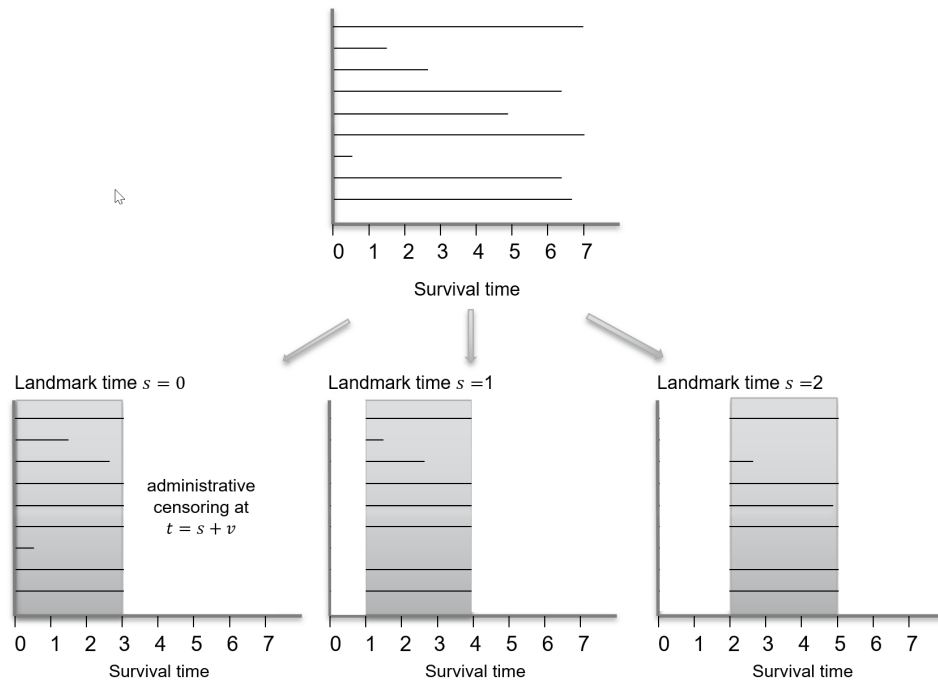 0 1 2 3 4 5 6 7
Survival time
Landmark time s = 0
Landmark time s =1
Landmark time s =2
administrative
censoring at
t = s + v
0 1 2 3 4 5 6 7
Survival time
0 1 2 3 4 5 6 7
Survival time
0 1 2 3 4 5 6 7
Survival time